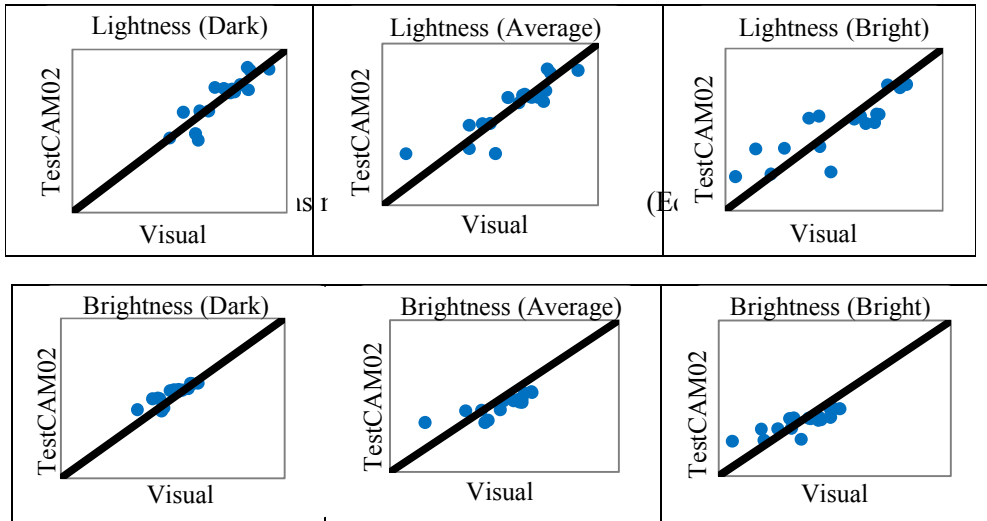 Lightness (Dark)
TestCAM02
Visual
Lightness (Average)
TestCAM02
Visual
Lightness (Bright)
TestCAM02
Visual
Brightness (Dark)
TestCAM02
Visual
Brightness (Average)
TestCAM02
Visual
Brightness (Bright)
TestCAM02
Visual